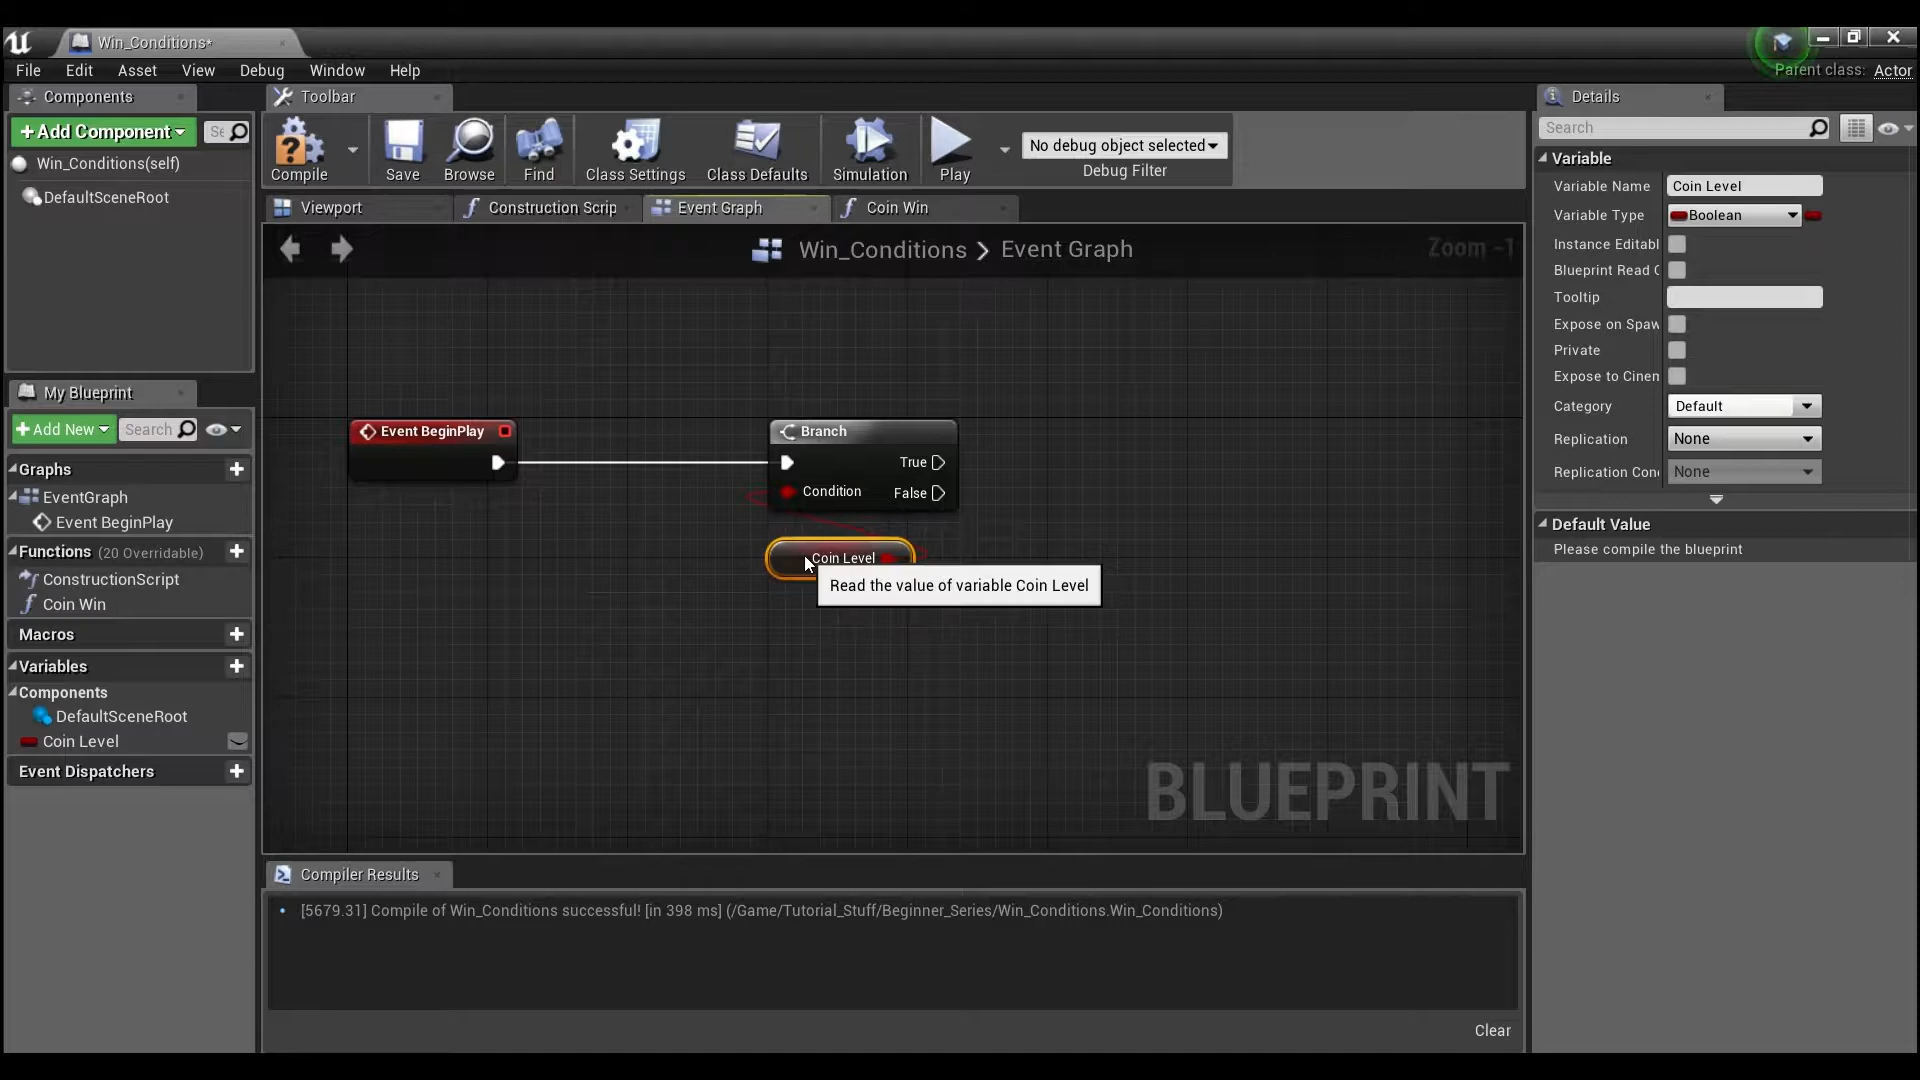 Win_Conditions*
File Edit Asset View Debug Window Help
Parent class: Actor
Components
+Add Component
Se
Win_Conditions(self)
DefaultSceneRoot
My Blueprint
+Add New
Search
Graphs
EventGraph
Event BeginPlay
Functions (20 Overridable)
ConstructionScript
Coin Win
Macros
Variables
Components
DefaultSceneRoot
Coin Level
Event Dispatchers
Toolbar
Compile
Save
Browse
Find
Class Settings
Class Defaults
Simulation
Play
No debug object selected
Debug Filter
Viewport
Construction Scrip
Event Graph
Coin Win
Win_Conditions > Event Graph
Zoom -1
Event BeginPlay
Branch
True
Condition
False
Coin Level
Read the value of variable Coin Level
BLUEPRINT
Compiler Results
[5679.31] Compile of Win_Conditions successful! [in 398 ms] (/Game/Tutorial_Stuff/Beginner_Series/Win_Conditions.Win_Conditions)
Clear
Details
Search
Variable
Variable Name Coin Level
Variable Type Boolean
Instance Editabl
Blueprint Read C
Tooltip
Expose on Spaw
Private
Expose to Cinem
Category Default
Replication None
Replication Con None
Default Value
Please compile the blueprint